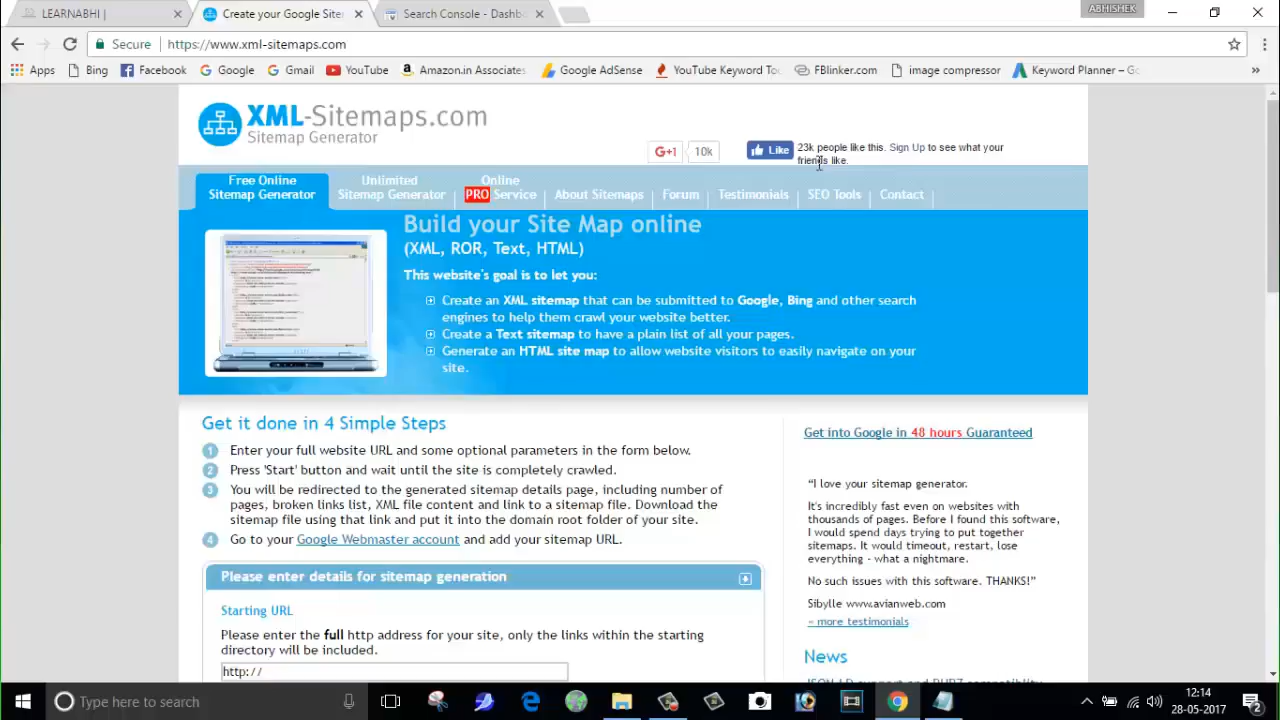 LEARNABHI |
Create your Google Site
Search Console - Dashb
ABHISHEK
Secure
https://www.xml-sitemaps.com
Apps
Bing
Facebook
Google
Gmail
YouTube
Amazon.in Associates
Google AdSense
YouTube Keyword To
FBlinker.com
image compressor
Keyword Planner – Go
»
XML-Sitemaps.com
Sitemap Generator
G+1
10k
Like
23k people like this. Sign Up to see what your
friends like.
Free Online
Sitemap Generator
Unlimited
Sitemap Generator
Online
PRO Service
About Sitemaps
Forum
Testimonials
SEO Tools
Contact
Build your Site Map online
(XML, ROR, Text, HTML)
This website's goal is to let you:
Create an XML sitemap that can be submitted to Google, Bing and other search
engines to help them crawl your website better.
Create a Text sitemap to have a plain list of all your pages.
Generate an HTML site map to allow website visitors to easily navigate on your
site.
Get it done in 4 Simple Steps
1 Enter your full website URL and some optional parameters in the form below.
2 Press 'Start' button and wait until the site is completely crawled.
3 You will be redirected to the generated sitemap details page, including number of
pages, broken links list, XML file content and link to a sitemap file. Download the
sitemap file using that link and put it into the domain root folder of your site.
4 Go to your Google Webmaster account and add your sitemap URL.
Please enter details for sitemap generation
Starting URL
Please enter the full http address for your site, only the links within the starting
directory will be included.
http://
Get into Google in 48 hours Guaranteed
“I love your sitemap generator.
It's incredibly fast even on websites with
thousands of pages. Before I found this software,
I would spend days trying to put together
sitemaps. It would timeout, restart, lose
everything - what a nightmare.
No such issues with this software. THANKS!”
Sibylle www.avianweb.com
« more testimonials
News
Type here to search
12:14
28-05-2017